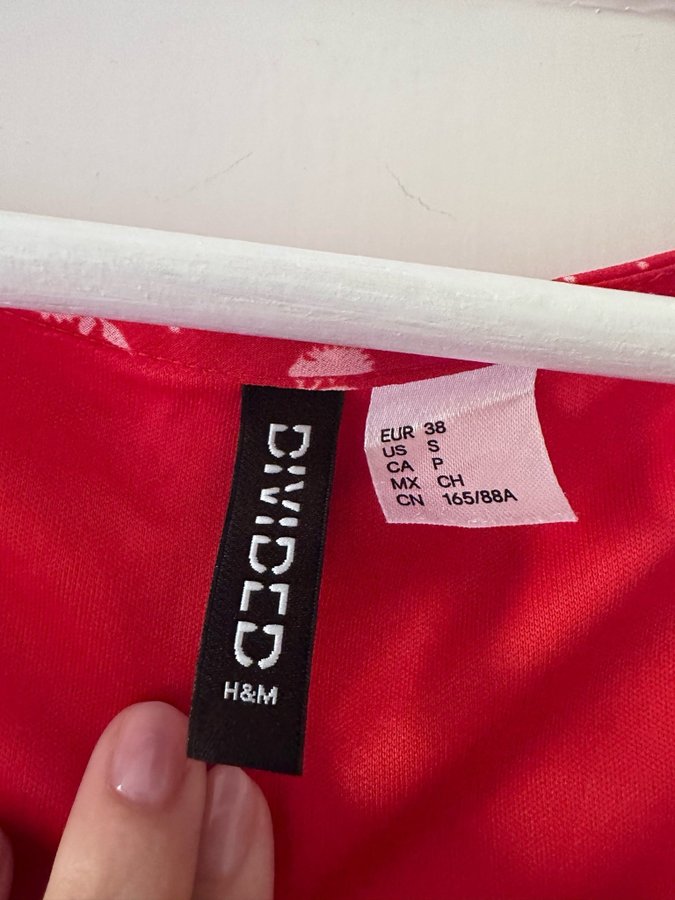 DIVIDED
H&M
EUR 38
US S
CA P
MX CH
CN 165/88A